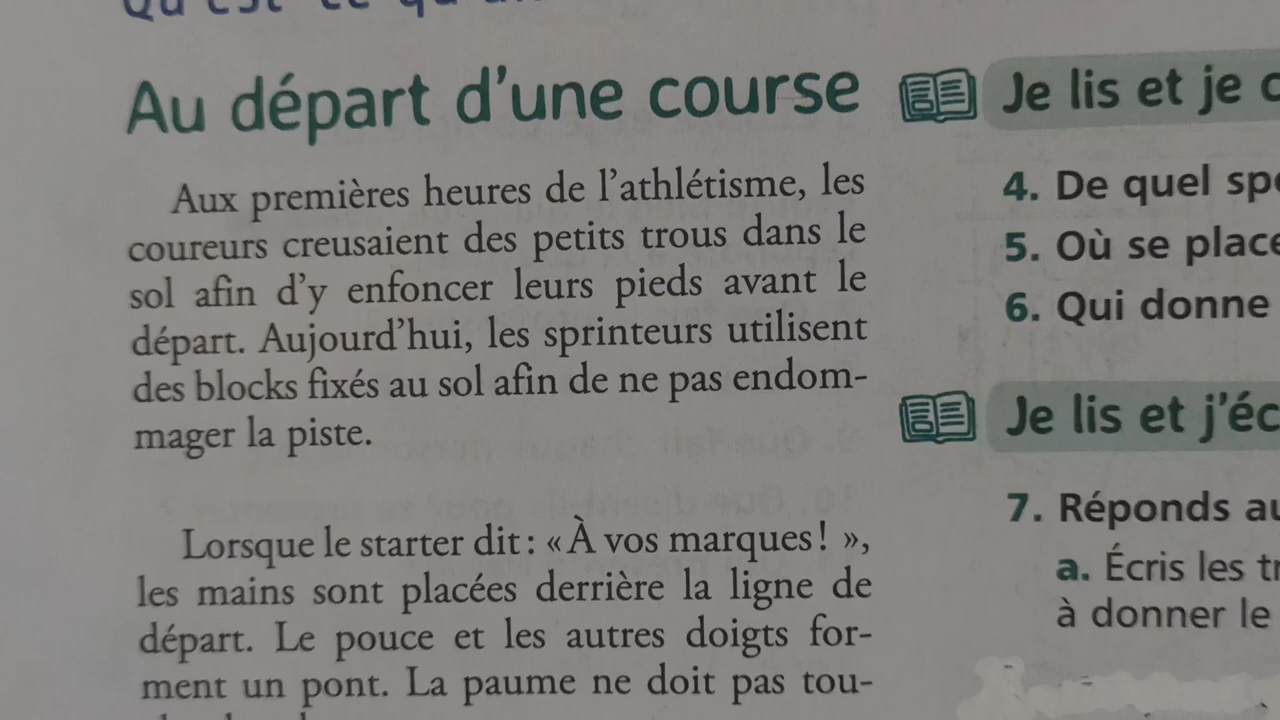 Au départ d'une course
Aux premières heures de l'athlétisme, les
coureurs creusaient des petits trous dans le
sol afin d'y enfoncer leurs pieds avant le
départ. Aujourd'hui, les sprinteurs utilisent
des blocks fixés au sol afin de ne pas endom-
mager la piste.
Lorsque le starter dit : « À vos marques ! »,
les mains sont placées derrière la ligne de
départ. Le pouce et les autres doigts for-
ment un pont. La paume ne doit pas tou-
Je lis et je
4. De quel
5. Où se
6. Qui donne
Je lis et
7. Réponds
a. Écris les
à donner le